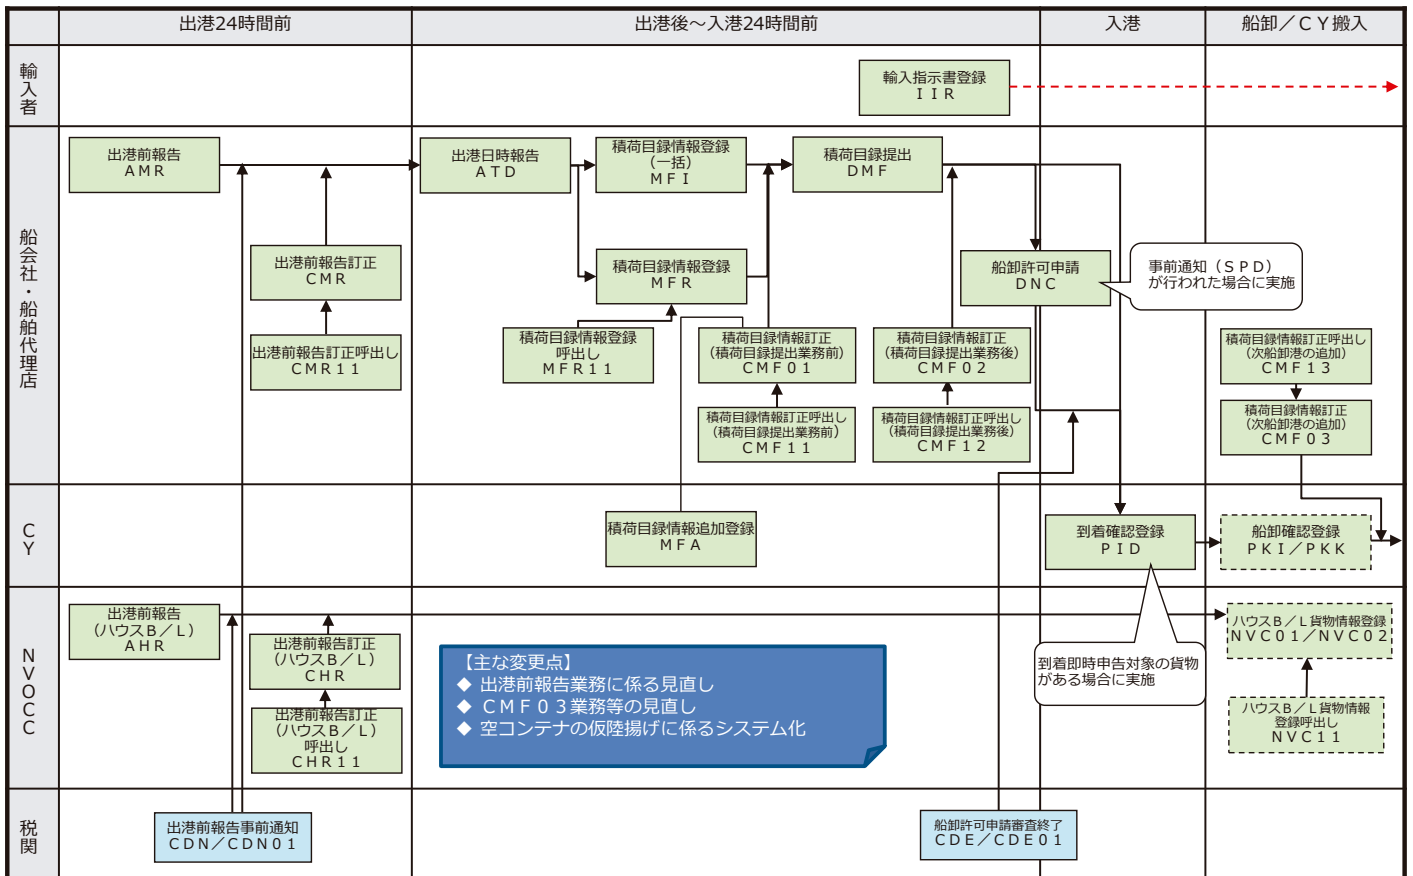 出港24時間前
出港後～入港24時間前
入港
船卸／ＣＹ搬入
輸入者
輸入指示書登録
ＩＩＲ
船会社・船舶代理店
出港前報告
ＡＭＲ
出港日時報告
ＡＴＤ
積荷目録情報登録
（一括）
ＭＦＩ
積荷目録提出
ＤＭＦ
出港前報告訂正
ＣＭＲ
積荷目録情報登録
ＭＦＲ
船卸許可申請
ＤＮＣ
事前通知（ＳＰＤ）
が行われた場合に実施
出港前報告訂正呼出し
ＣＭＲ１１
積荷目録情報登録
呼出し
ＭＦＲ１１
積荷目録情報訂正
（積荷目録提出業務前）
ＣＭＦ０１
積荷目録情報訂正
（積荷目録提出業務後）
ＣＭＦ０２
積荷目録情報訂正呼出し
（次船卸港の追加）
ＣＭＦ１３
積荷目録情報訂正呼出し
（積荷目録提出業務前）
ＣＭＦ１１
積荷目録情報訂正呼出し
（積荷目録提出業務後）
ＣＭＦ１２
積荷目録情報訂正
（次船卸港の追加）
ＣＭＦ０３
ＣＹ
積荷目録情報追加登録
ＭＦＡ
到着確認登録
ＰＩＤ
船卸確認登録
ＰＫＩ／ＰＫＫ
ＮＶＯＣＣ
出港前報告
（ハウスＢ／Ｌ）
ＡＨＲ
出港前報告訂正
（ハウスＢ／Ｌ）
ＣＨＲ
出港前報告訂正
（ハウスＢ／Ｌ）
呼出し
ＣＨＲ１１
【主な変更点】
◆ 出港前報告業務に係る見直し
◆ ＣＭＦ０３業務等の見直し
◆ 空コンテナの仮陸揚げに係るシステム化
到着即時申告対象の貨物
がある場合に実施
ハウスＢ／Ｌ貨物情報登録
ＮＶＣ０１／ＮＶＣ０２
ハウスＢ／Ｌ貨物情報
登録呼出し
ＮＶＣ１１
税関
出港前報告事前通知
ＣＤＮ／ＣＤＮ０１
船卸許可申請審査終了
ＣＤＥ／ＣＤＥ０１